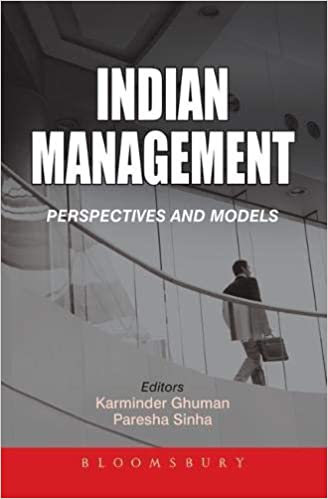 INDIAN
MANAGEMENT
PERSPECTIVES AND MODELS
Editors
Karminder Ghuman
Paresha Sinha
BLOOMSBURY